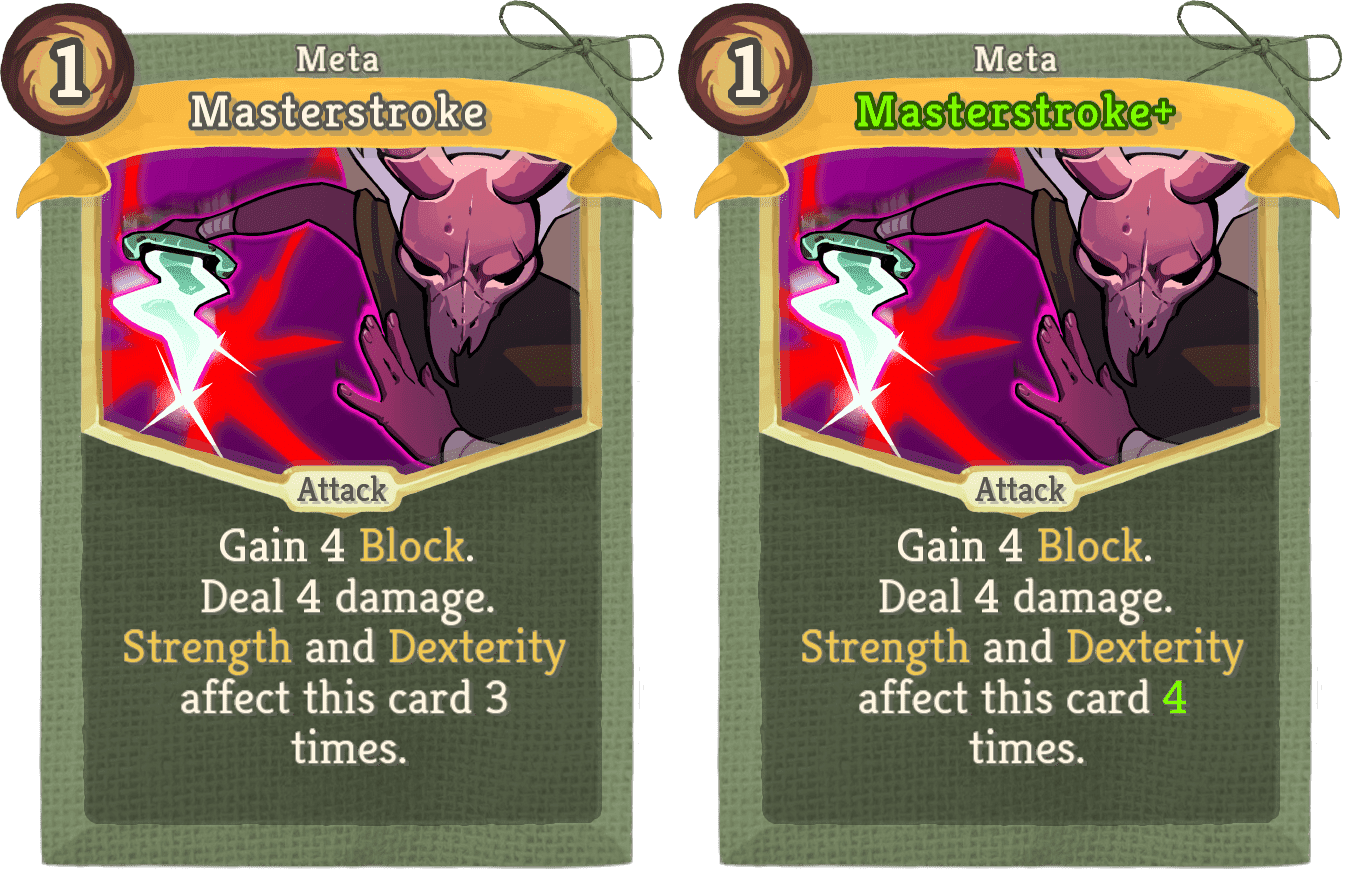 1
Meta
Masterstroke
Attack
Gain 4 Block.
Deal 4 damage.
Strength and Dexterity
affect this card 3
times.
1
Meta
Masterstroke+
Attack
Gain 4 Block.
Deal 4 damage.
Strength and Dexterity
affect this card 4
times.